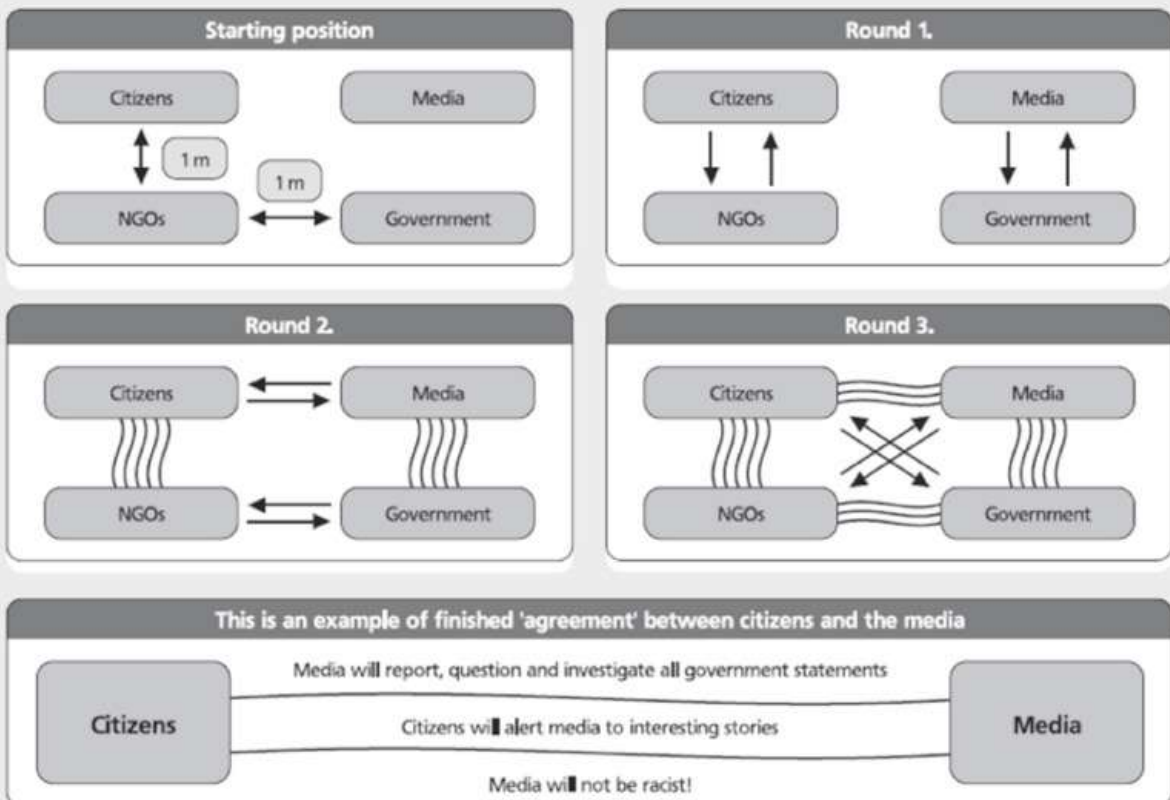 Starting position
Citizens
Media
1 m
1 m
NGOs
Government
Round 1.
Citizens
Media
NGOs
Government
Round 2.
Citizens
Media
NGOs
Government
Round 3.
Citizens
Media
NGOs
Government
This is an example of finished 'agreement' between citizens and the media
Media will report, question and investigate all government statements
Citizens
Citizens will alert media to interesting stories
Media
Media will not be racist!